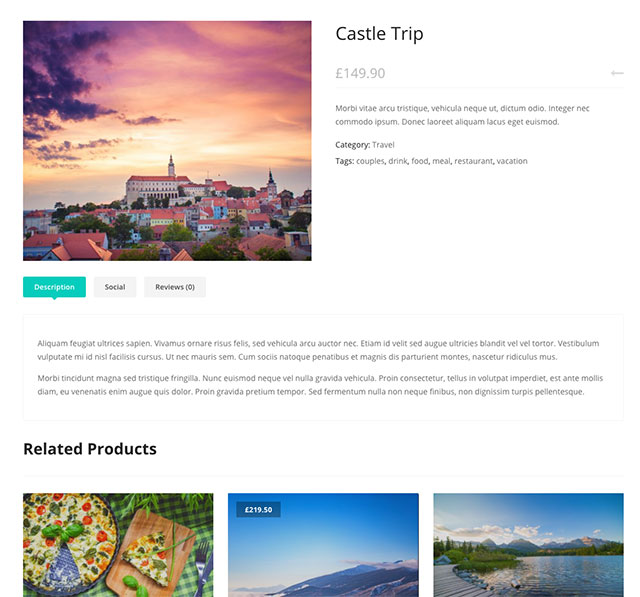 Castle Trip
£149.90
Morbi vitae arcu tristique, vehicula neque ut, dictum odio. Integer nec
commodo ipsum. Donec laoreet aliquam lacus eget euismod.
Category: Travel
Tags: couples, drink, food, meal, restaurant, vacation
Description Social Reviews (0)
Aliquam feugiat ultrices sapien. Vivamus ornare risus felis, sed vehicula arcu auctor nec. Etiam id velit sed augue ultricies blandit vel vel tortor. Vestibulum
vulputate mi id nisl facilisis cursus. Ut nec mauris sem. Cum sociis natoque penatibus et magnis dis parturient montes, nascetur ridiculus mus.
Morbi tincidunt magna sed tristique fringilla. Nunc euismod neque vel nulla gravida vehicula. Proin consectetur, tellus in volutpat imperdiet, est ante mollis
diam, eu venenatis enim augue quis dolor. Proin gravida pretium tempor. Sed fermentum nulla non neque finibus, non dignissim turpis pellentesque.
Related Products
£219.50